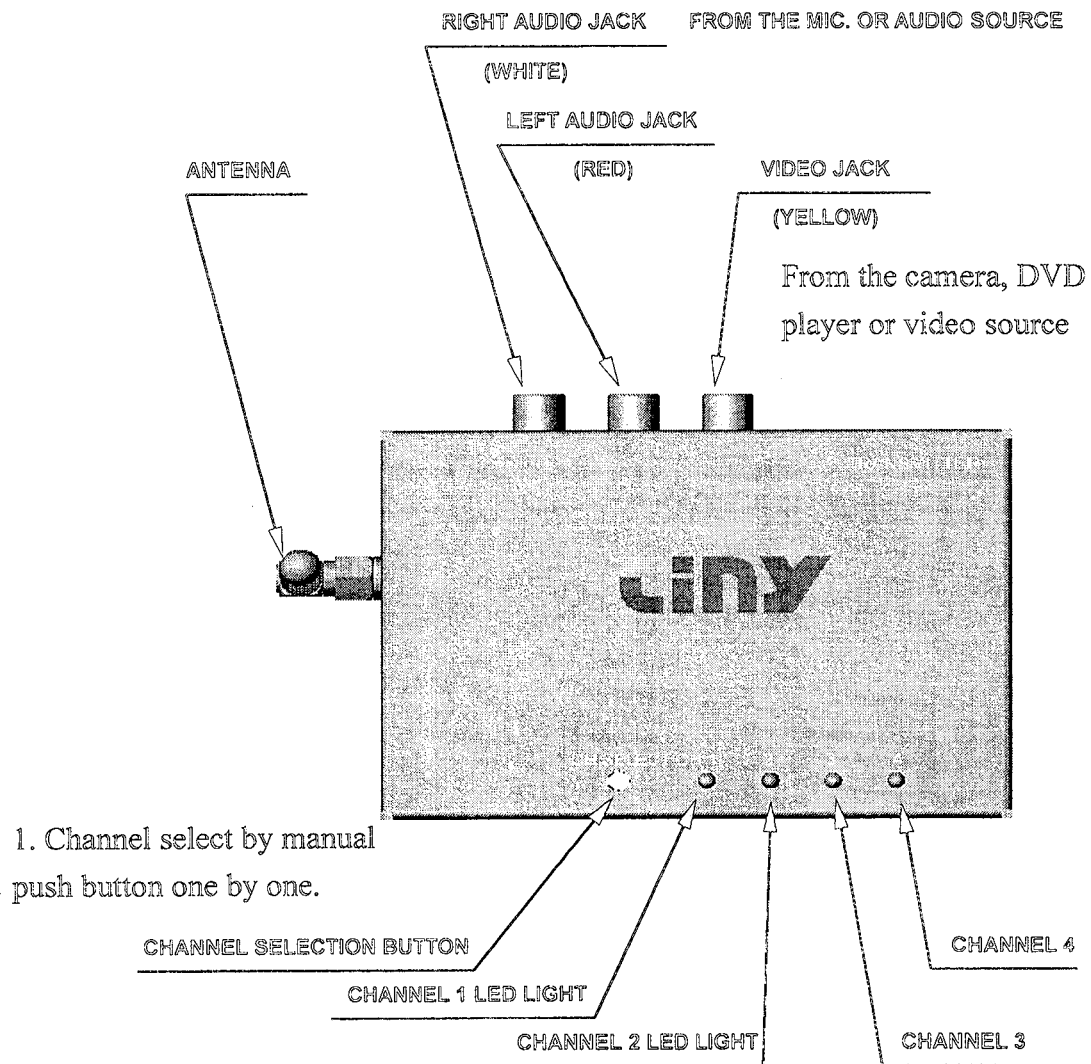 RIGHT AUDIO JACK FROM THE MIC. OR AUDIO SOURCE
(WHITE)
LEFT AUDIO JACK
(RED)
ANTENNA
VIDEO JACK
(YELLOW)
From the camera, DVD
player or video source
TRANSMITTER
1. Channel select by manual
push button one by one.
CHANNEL SELECTION BUTTON
CHANNEL 4
CHANNEL 1 LED LIGHT
CHANNEL 2 LED LIGHT
CHANNEL 3